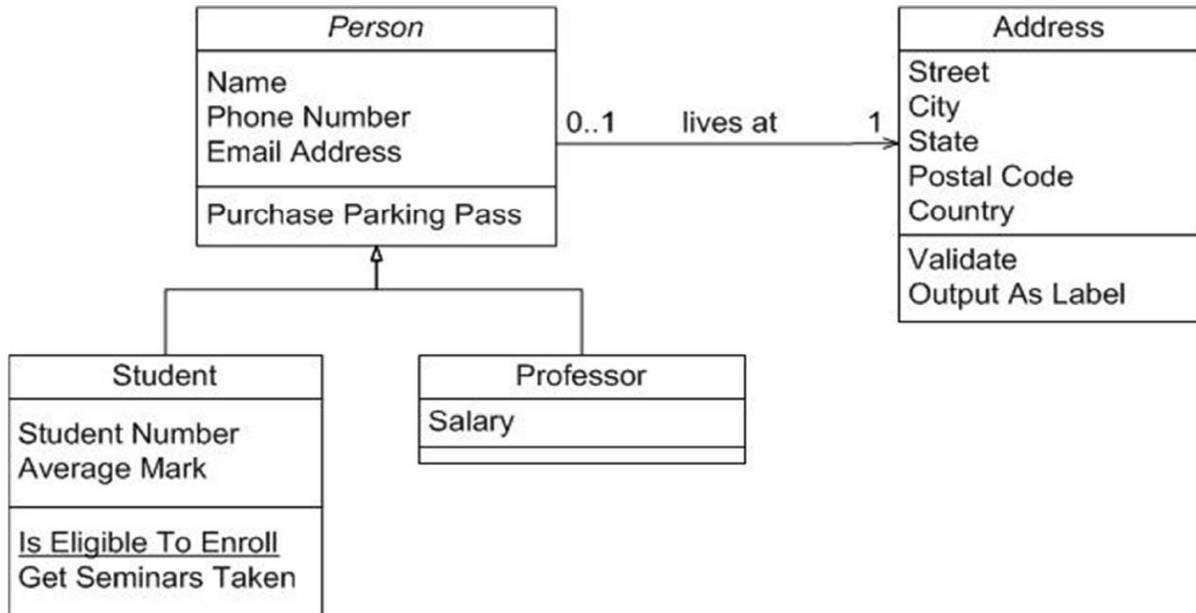 Person
Name
Phone Number
Email Address
Purchase Parking Pass
0..1 lives at 1
Address
Street
City
State
Postal Code
Country
Validate
Output As Label
Student
Student Number
Average Mark
Is Eligible To Enroll
Get Seminars Taken
Professor
Salary